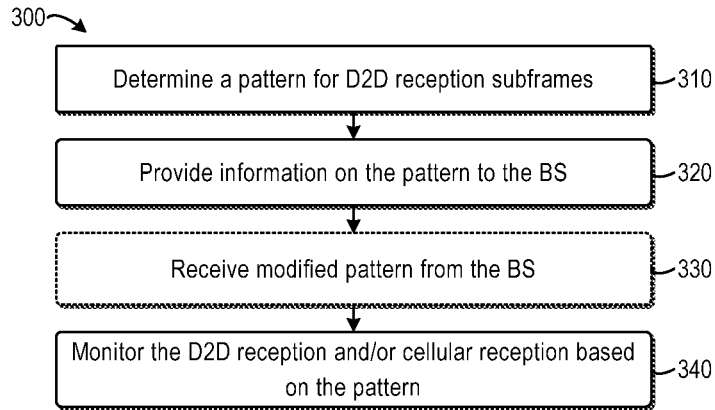 300
Determine a pattern for D2D reception subframes
310
Provide information on the pattern to the BS
320
Receive modified pattern from the BS
330
Monitor the D2D reception and/or cellular reception based
on the pattern
340